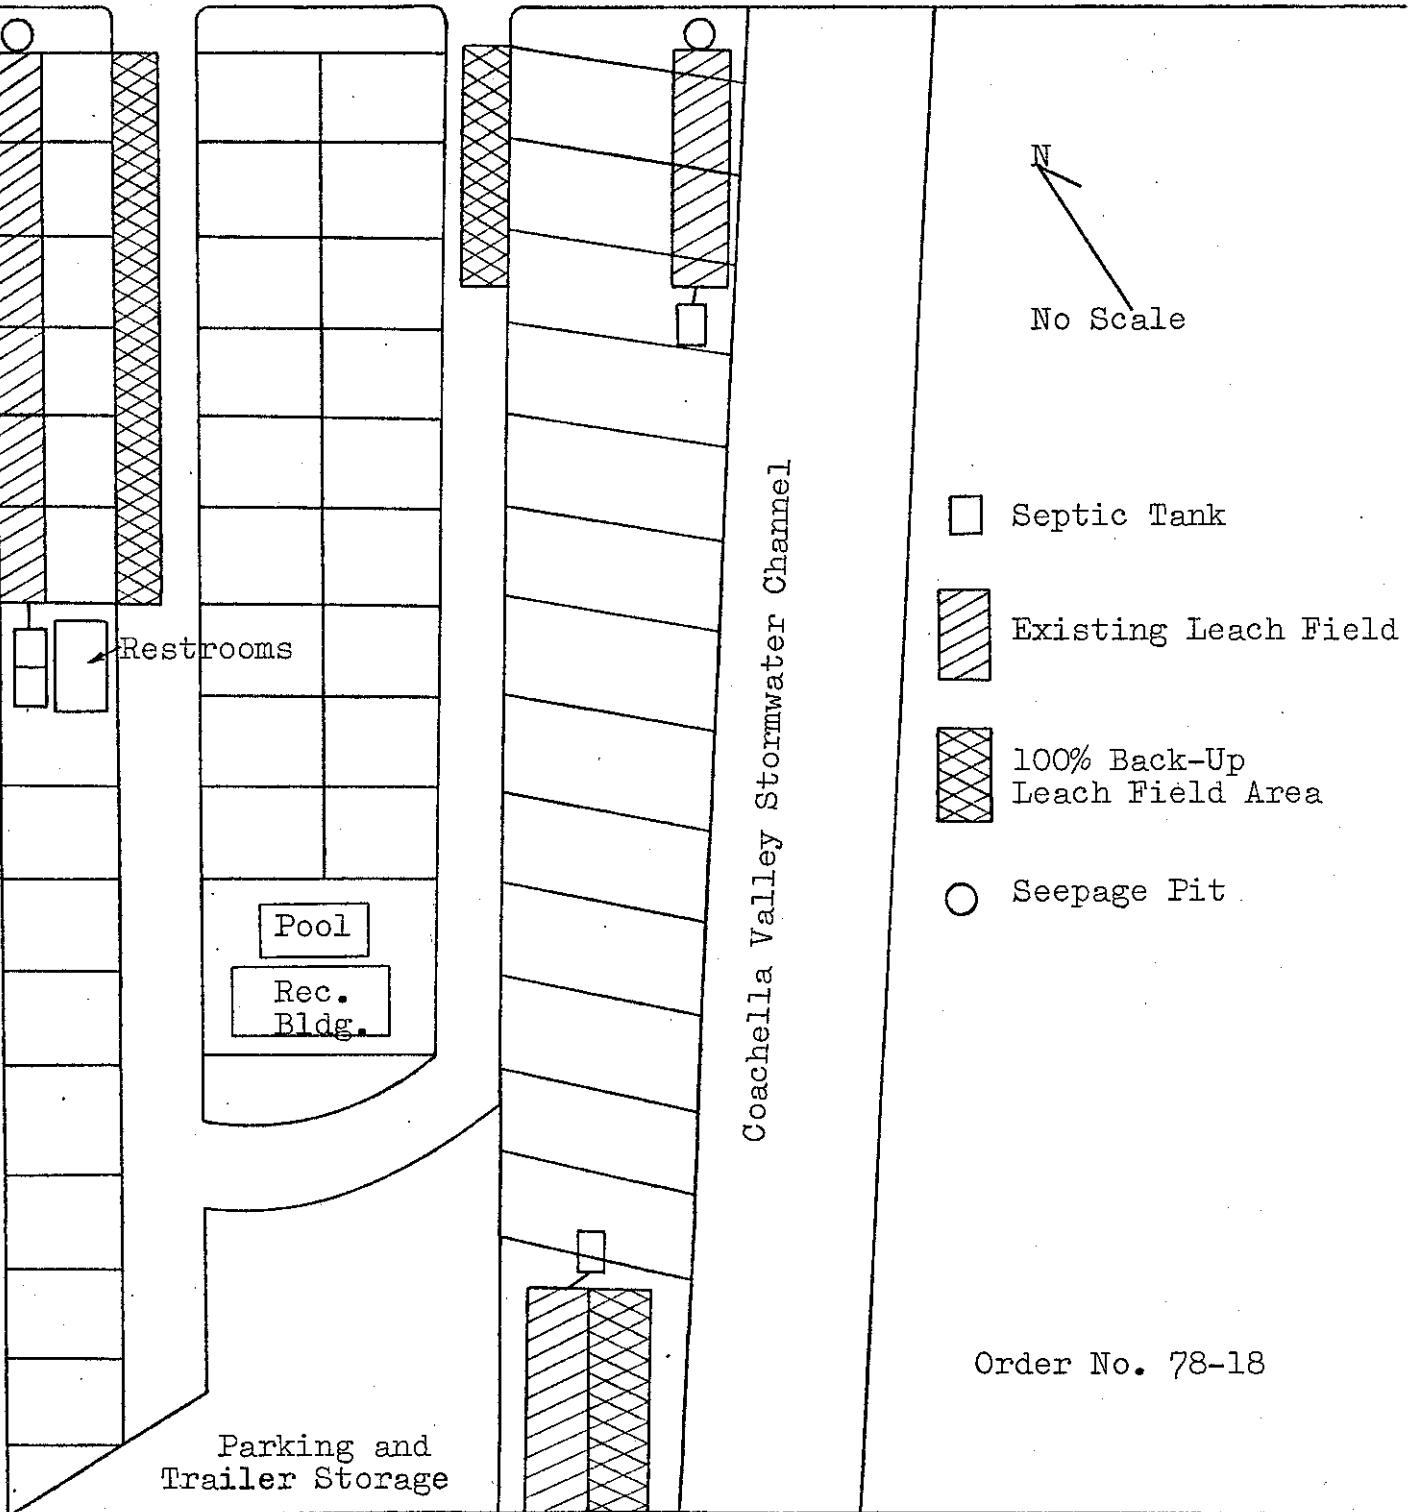 N
No Scale
Septic Tank
Existing Leach Field
100% Back-Up
Leach Field Area
Seepage Pit
Restrooms
Pool
Rec.
Bldg.
Coachella Valley Stormwater Channel
Parking and
Trailer Storage
Order No. 78-18